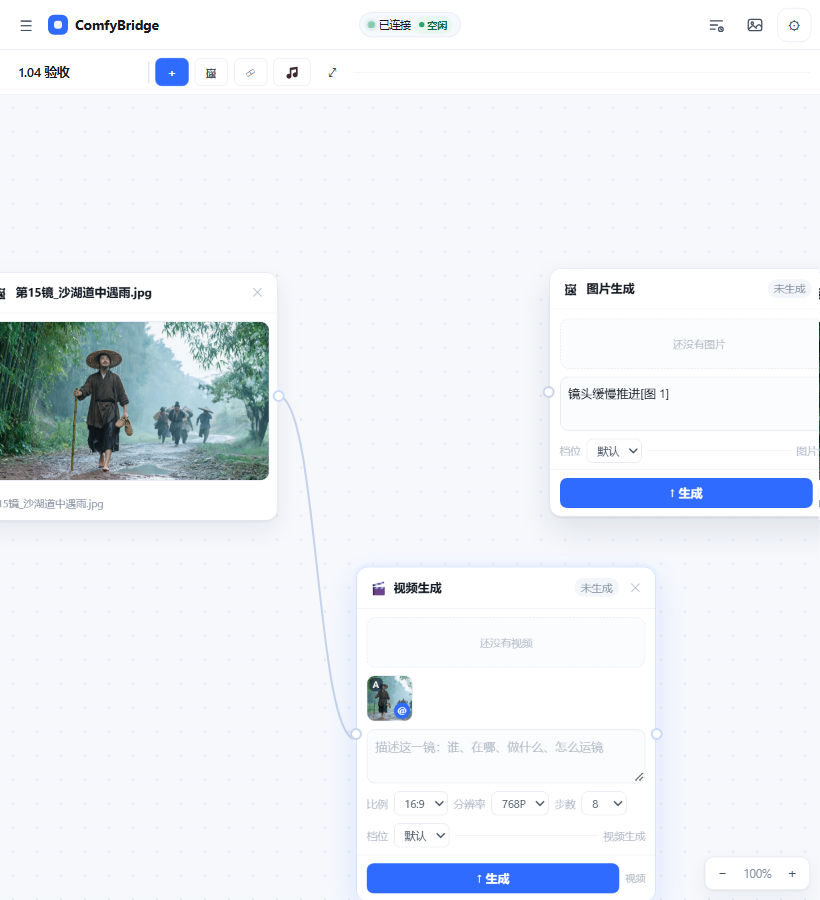 ComfyBridge
已连接 空闲
1.04 验收
+
第15镜_沙湖道中遇雨.jpg
15镜_沙湖道中遇雨.jpg
图片生成
未生成
还没有图片
镜头缓慢推进[图 1]
档位 默认 图片
↑ 生成
视频生成
未生成
还没有视频
A
@
描述这一镜：谁、在哪、做什么、怎么运镜
比例 16:9 分辨率 768P 步数 8
档位 默认 视频生成
↑ 生成 视频
− 100% +